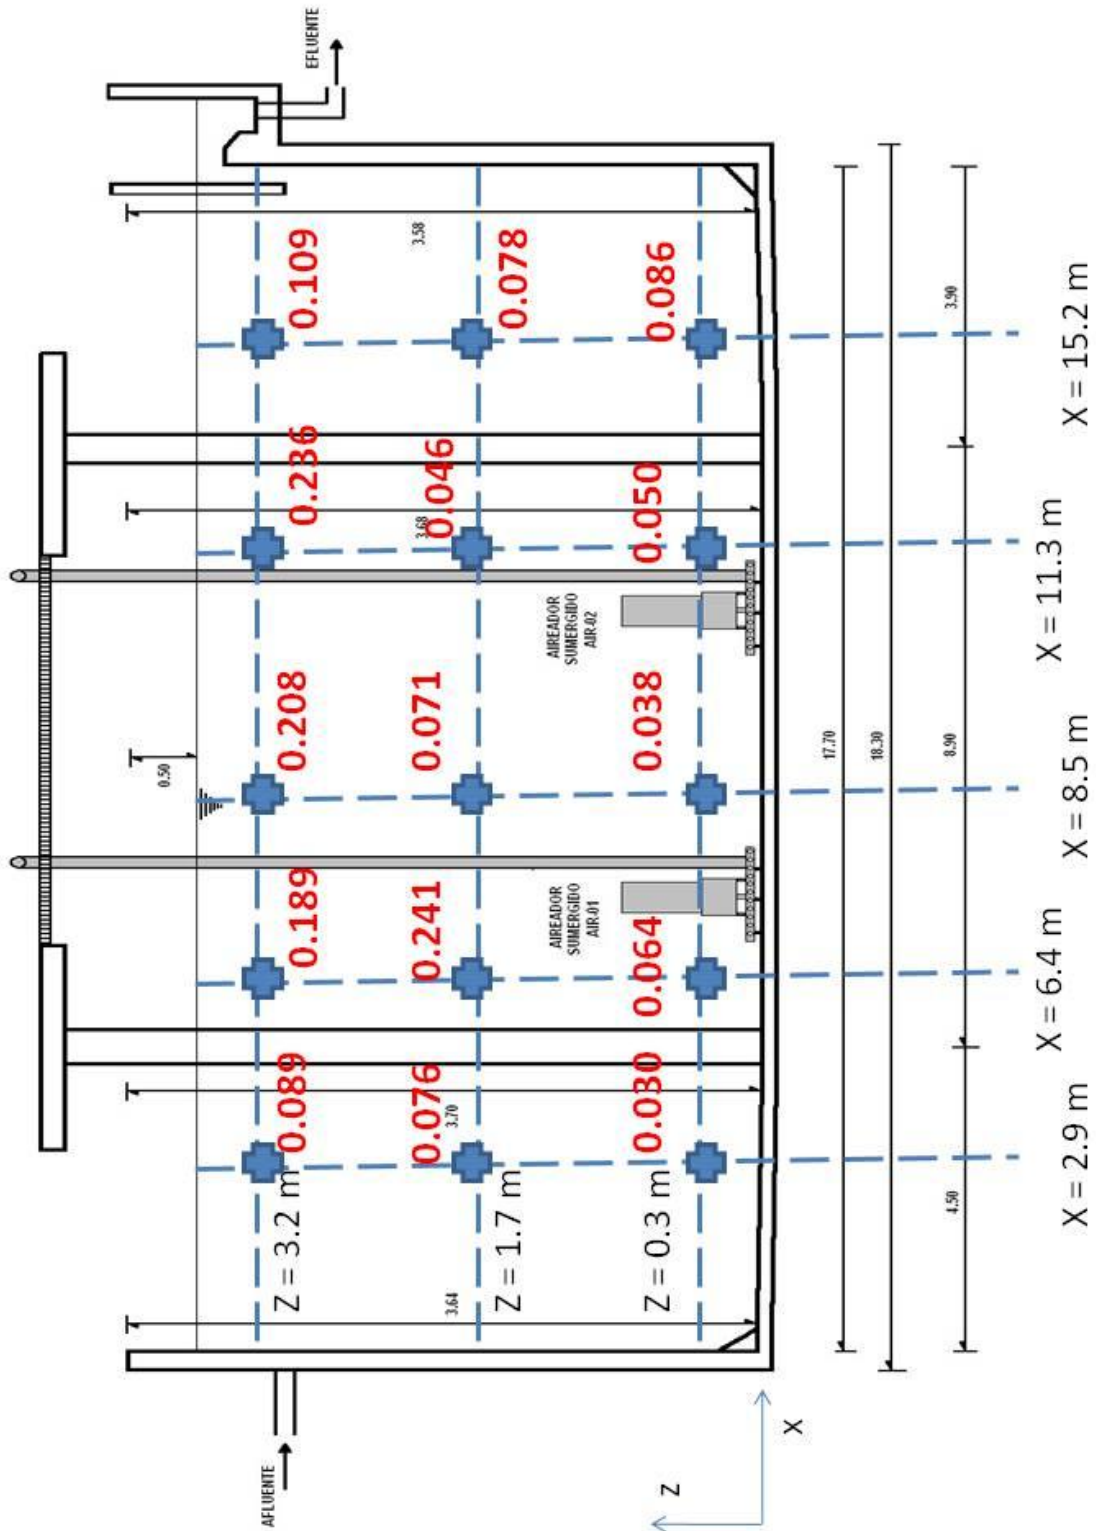 AFLUENTE
EFLUENTE
0.50
3.64
3.70
3.68
3.58
Z = 3.2 m
0.089
0.189
0.208
0.236
0.109
Z = 1.7 m
0.076
0.241
0.071
0.046
0.078
Z = 0.3 m
0.030
0.064
0.038
0.050
0.086
AIREADOR
SUMERGIDO
AIR-01
AIREADOR
SUMERGIDO
AIR-02
Z
X
17.70
18.30
4.50
8.90
3.90
X = 2.9 m
X = 6.4 m
X = 8.5 m
X = 11.3 m
X = 15.2 m